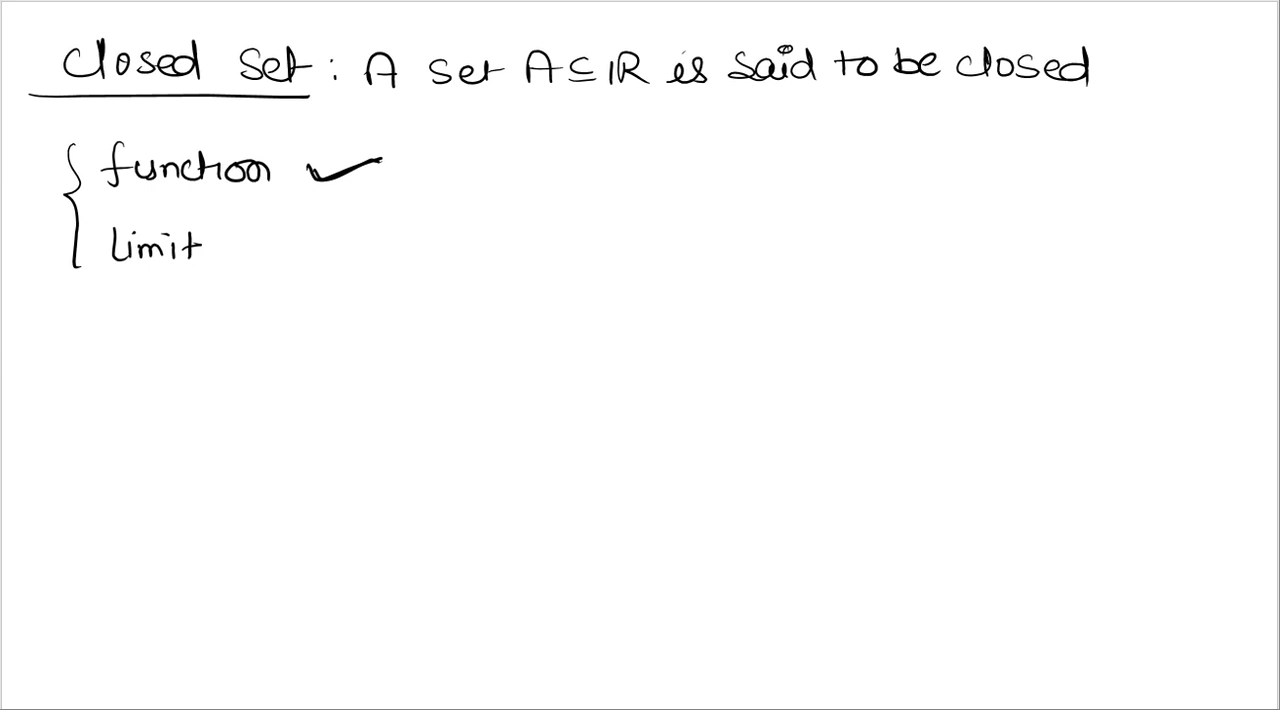 Closed Set : A set A ⊆ ℝ is said to be closed
function ✓
limit